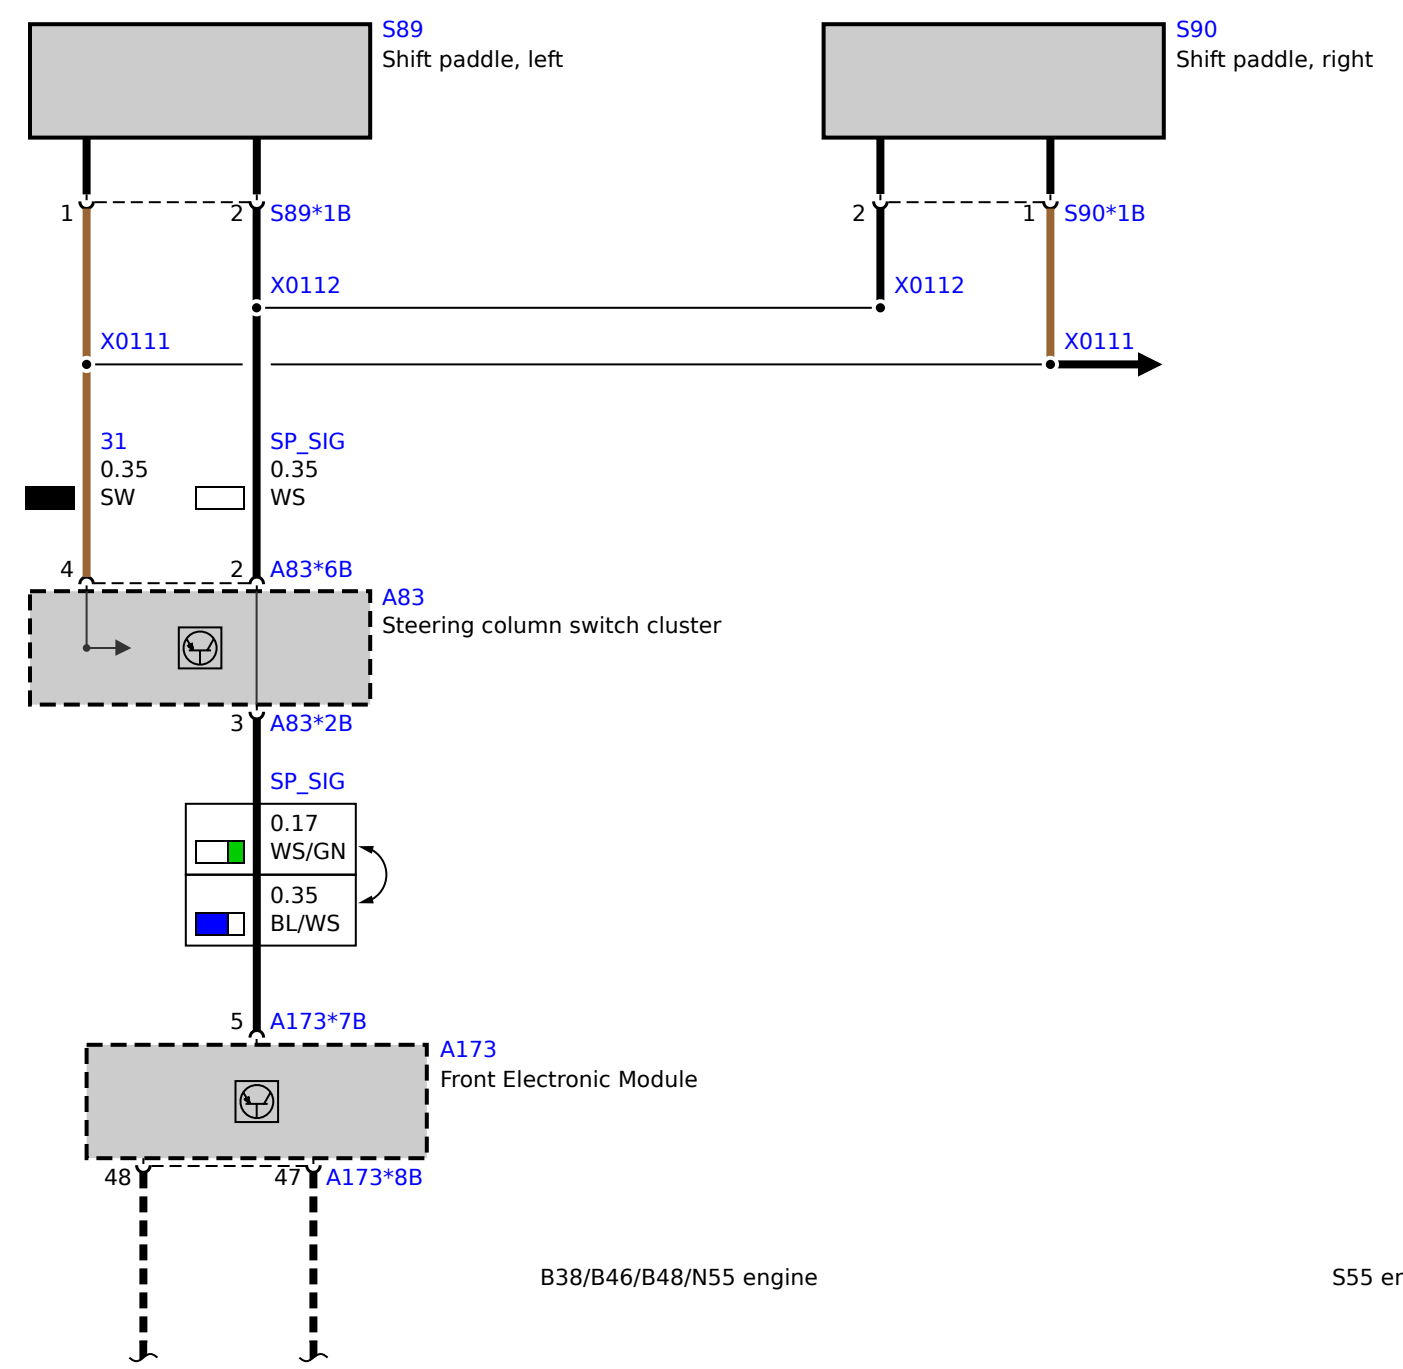 S89
Shift paddle, left
S90
Shift paddle, right
1
2
S89*1B
2
1
S90*1B
X0112
X0112
X0111
X0111
31
0.35
SW
SP_SIG
0.35
WS
4
2
A83*6B
A83
Steering column switch cluster
3
A83*2B
SP_SIG
0.17
WS/GN
0.35
BL/WS
5
A173*7B
A173
Front Electronic Module
48
47
A173*8B
B38/B46/B48/N55 engine
S55